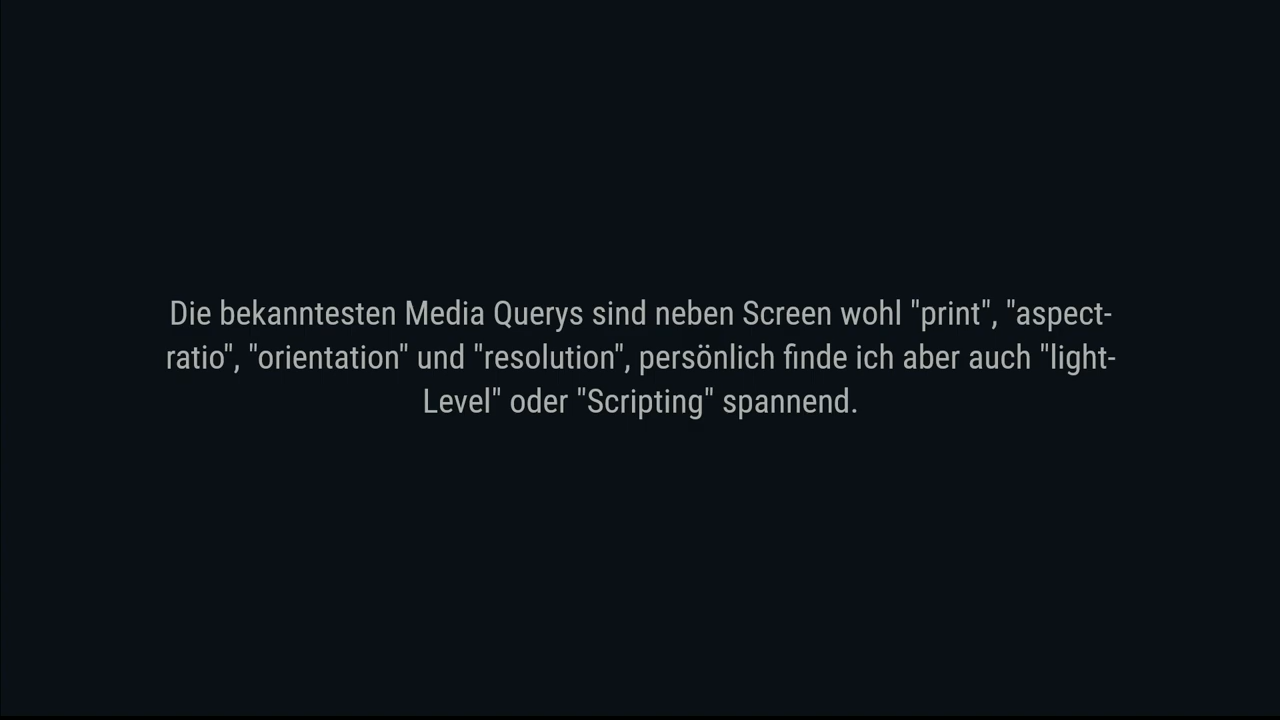 Die bekanntesten Media Querys sind neben Screen wohl "print", "aspect-
ratio", "orientation" und "resolution", persönlich finde ich aber auch "light-
Level" oder "Scripting" spannend.